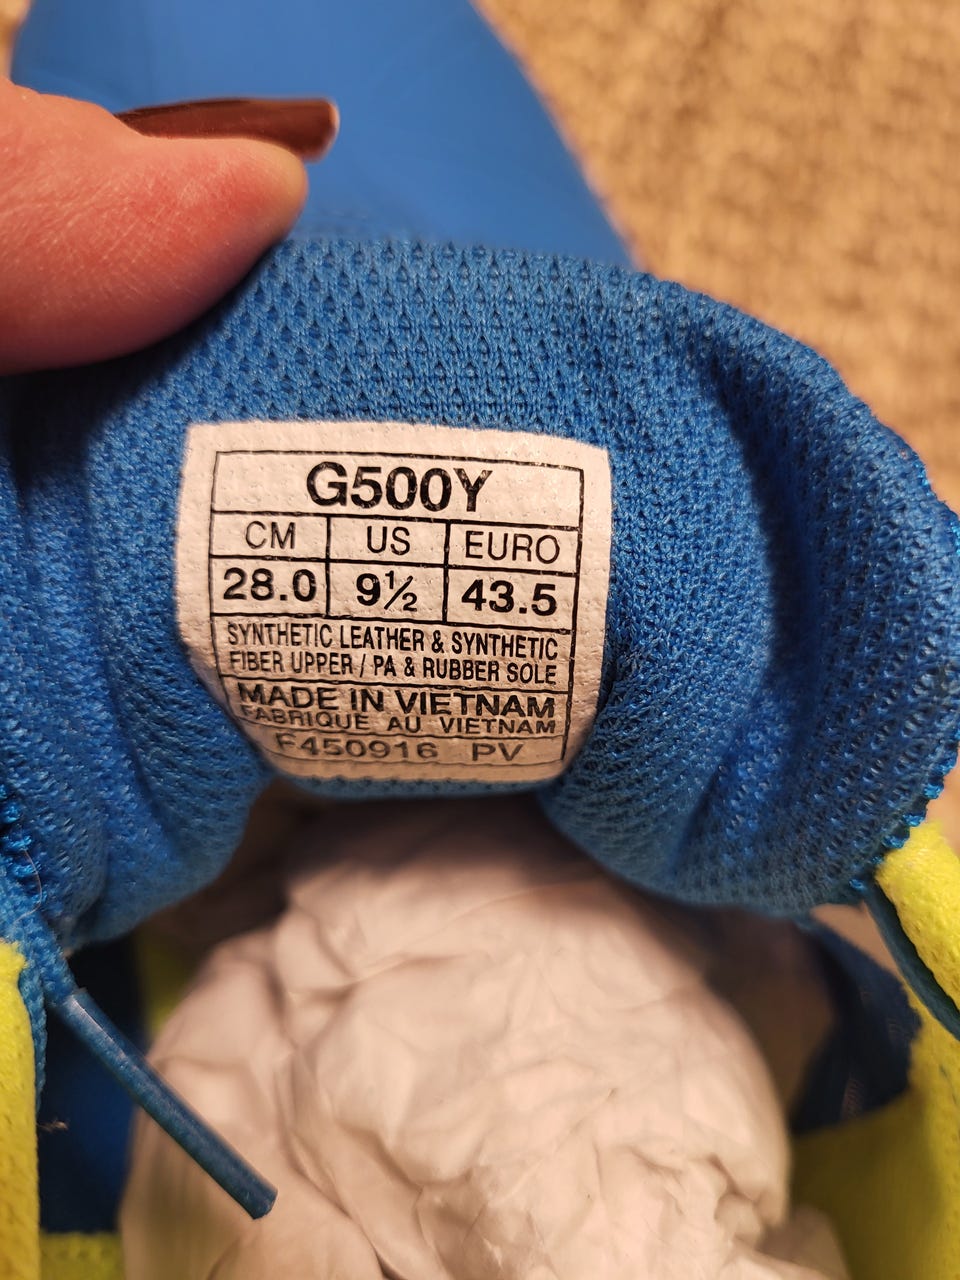 G500Y
CM US EURO
28.0 9½ 43.5
SYNTHETIC LEATHER & SYNTHETIC
FIBER UPPER / PA & RUBBER SOLE
MADE IN VIETNAM
FABRIQUE AU VIETNAM
F450916 PV